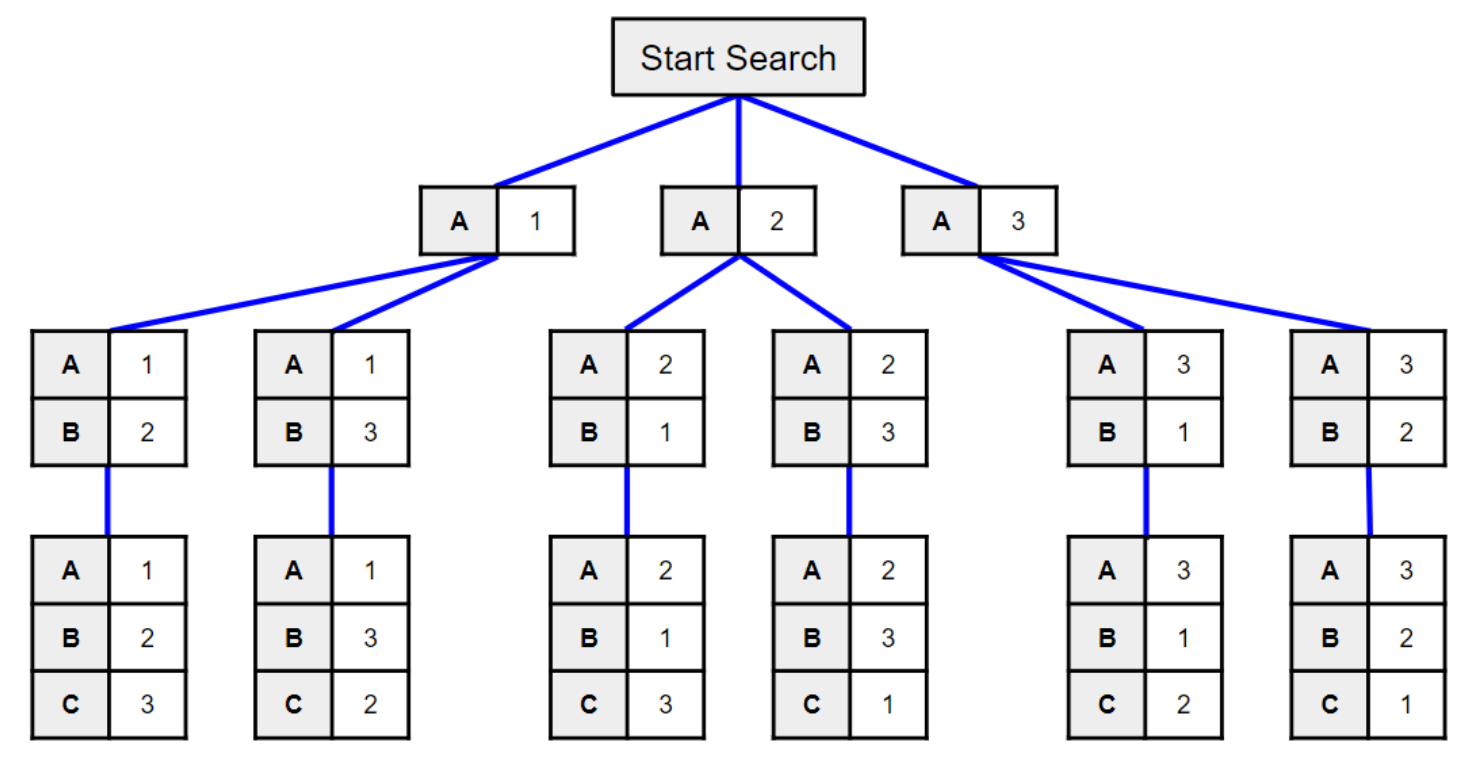 Start Search
A 1 A 2 A 3
A 1 A 1 A 2 A 2 A 3 A 3
B 2 B 3 B 1 B 3 B 1 B 2
A 1 A 1 A 2 A 2 A 3 A 3
B 2 B 3 B 1 B 3 B 1 B 2
C 3 C 2 C 3 C 1 C 2 C 1